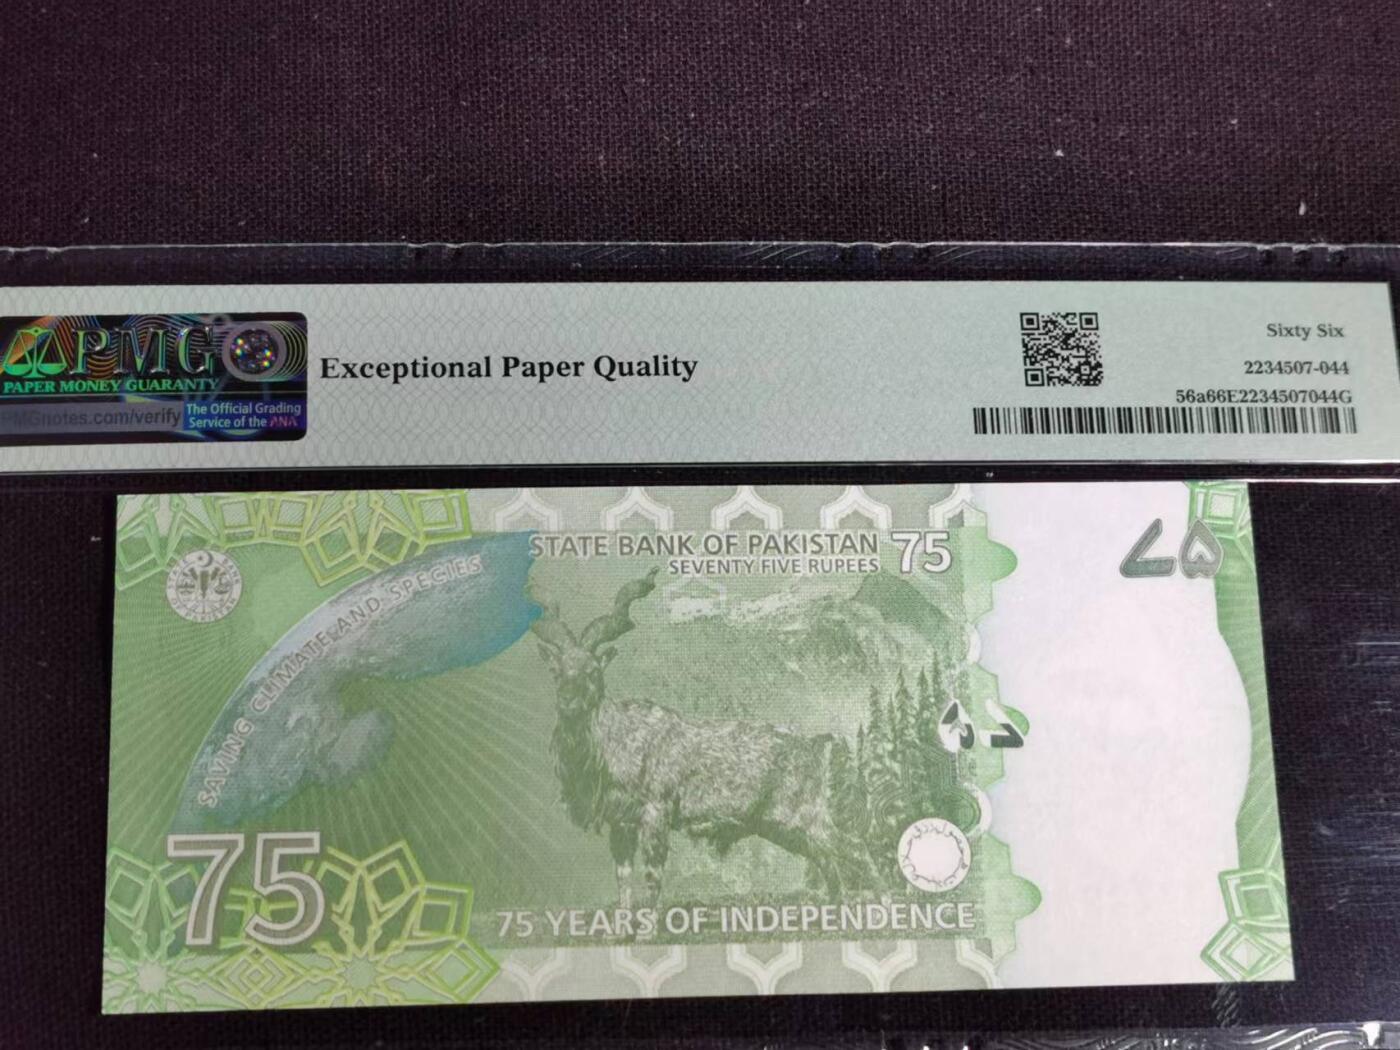 PMG
PAPER MONEY GUARANTY
PMGnotes.com/verify
The Official Grading
Service of the ANA
Exceptional Paper Quality
Sixty Six
2234507-044
56a66E2234507044G
STATE BANK OF PAKISTAN 75
SEVENTY FIVE RUPEES
۷۵
SAVING CLIMATE AND SPECIES
75
75 YEARS OF INDEPENDENCE